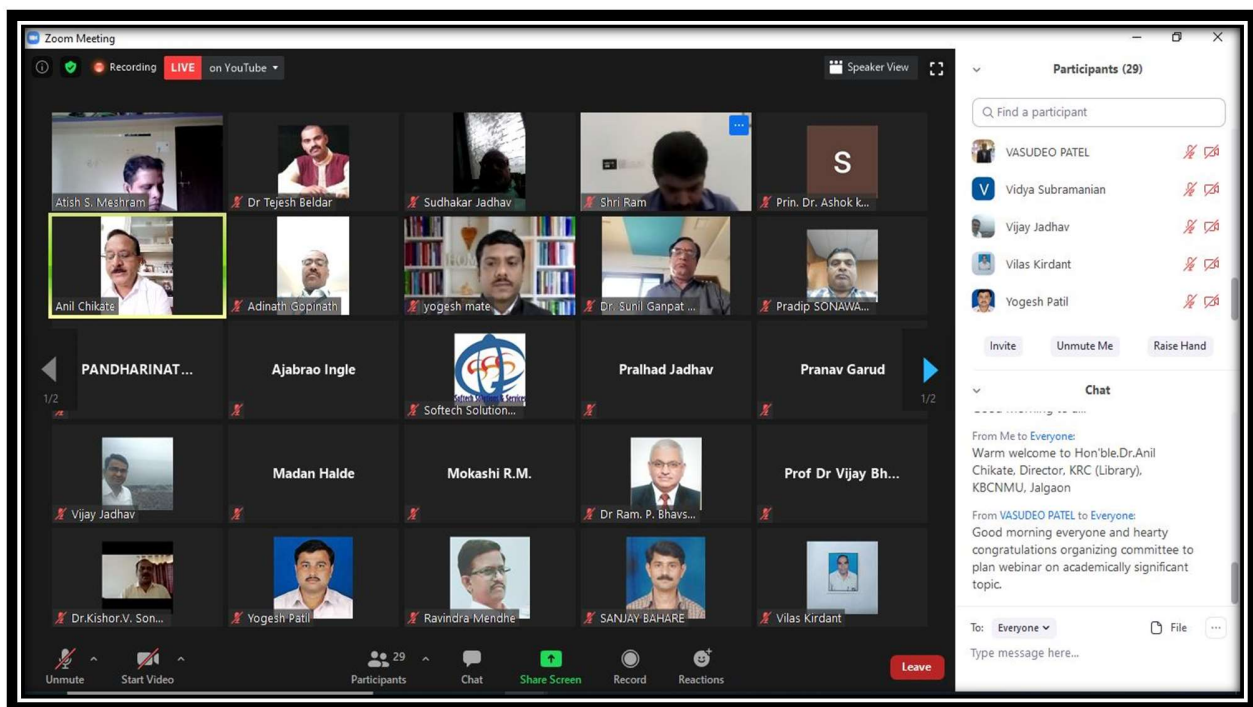 Zoom Meeting
Recording LIVE on YouTube
Speaker View
Participants (29)
Find a participant
VASUDEO PATEL
V Vidya Subramanian
Vijay Jadhav
Vilas Kirdant
Yogesh Patil
Invite Unmute Me Raise Hand
Atish S. Meshram
Dr Tejesh Beldar
Sudhakar Jadhav
Shri Ram
S
Prin. Dr. Ashok k...
Anil Chikate
Adinath Gopinath
yogesh mate
Dr. Sunil Ganpat ...
Pradip SONAWA...
PANDHARINAT...
Ajabrao Ingle
Softech Solution...
Pralhad Jadhav
Pranav Garud
1/2
1/2
Vijay Jadhav
Madan Halde
Mokashi R.M.
Dr Ram. P. Bhavs...
Prof Dr Vijay Bh...
Dr.Kishor.V. Son...
Yogesh Patil
Ravindra Mendhe
SANJAY BAHARE
Vilas Kirdant
Chat
From Me to Everyone:
Warm welcome to Hon'ble.Dr.Anil
Chikate, Director, KRC (Library),
KBCNMU, Jalgaon
From VASUDEO PATEL to Everyone:
Good morning everyone and hearty
congratulations organizing committee to
plan webinar on academically significant
topic.
To: Everyone File
Type message here...
Unmute Start Video Participants 29 Chat Share Screen Record Reactions Leave